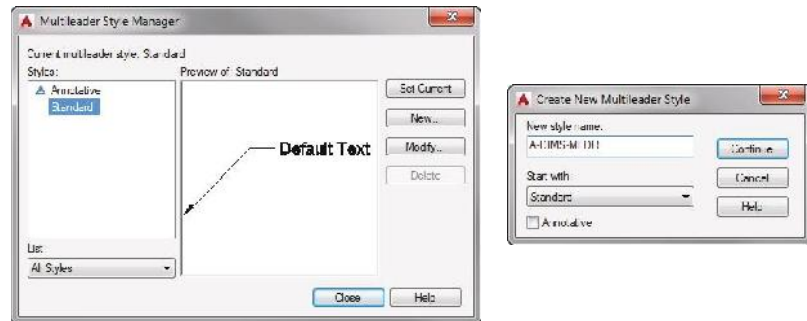 Multileader Style Manager
Current multileader style: Standard
Styles:
Annotative
Standard
Preview of: Standard
Default Text
Set Current
New...
Modify...
Delete
List:
All Styles
Close
Help
Create New Multileader Style
New style name:
Continue
Start with:
Standard
Cancel
Help
Annotative